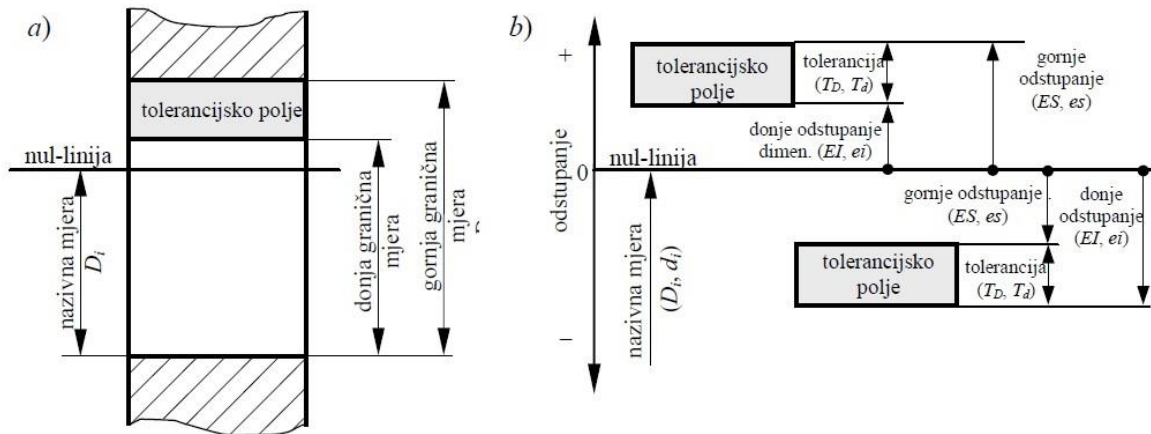 a)
tolerancijsko polje
nul-linija
nazivna mjera
D_i
donja granična
mjera
gornja granična
mjera
b)
+
0
−
odstupanje
nul-linija
nazivna mjera
(D_i, d_i)
tolerancijsko
polje
tolerancija
(T_D, T_d)
donje odstupanje
dimen. (EI, ei)
gornje
odstupanje
(ES, es)
gornje odstupanje .
(ES, es)
donje
odstupanje
(EI, ei)
tolerancijsko
polje
tolerancija
(T_D, T_d)